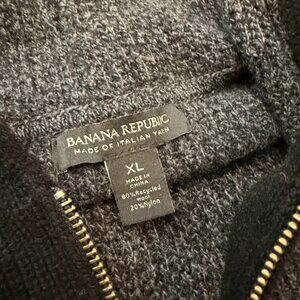 BANANA REPUBLIC
MADE OF ITALIAN YARN
XL
MADE IN
CHINA
80%Recycled
wool
20%Nylon